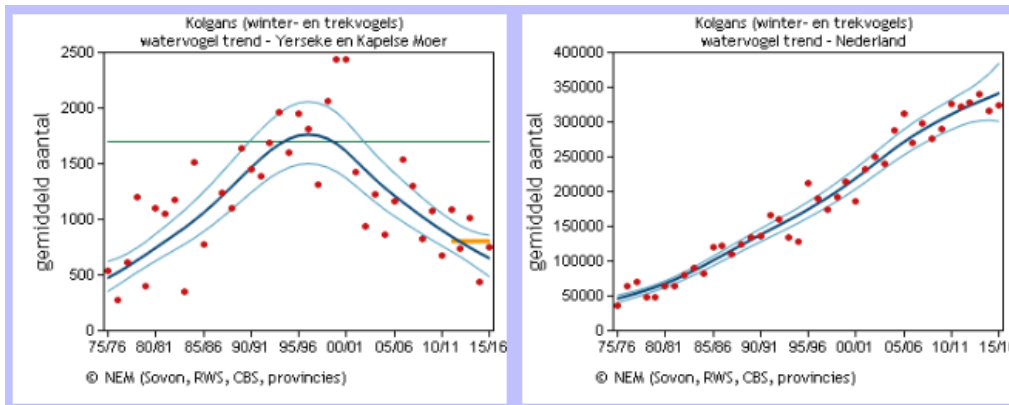 Kolgans (winter- en trekvogels)
watervogel trend - Yerseke en Kapelse Moer
gemiddeld aantal
2500
2000
1500
1000
500
0
75/76 80/81 85/86 90/91 95/96 00/01 05/06 10/11 15/16
© NEM (Sovon, RWS, CBS, provincies)
Kolgans (winter- en trekvogels)
watervogel trend - Nederland
gemiddeld aantal
400000
350000
300000
250000
200000
150000
100000
50000
0
75/76 80/81 85/86 90/91 95/96 00/01 05/06 10/11 15/16
© NEM (Sovon, RWS, CBS, provincies)